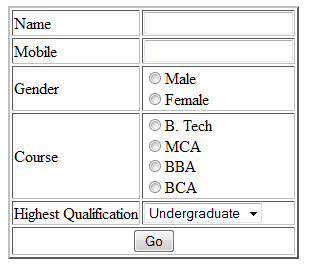 Name
Mobile
Gender
Male
Female
Course
B. Tech
MCA
BBA
BCA
Highest Qualification Undergraduate
Go